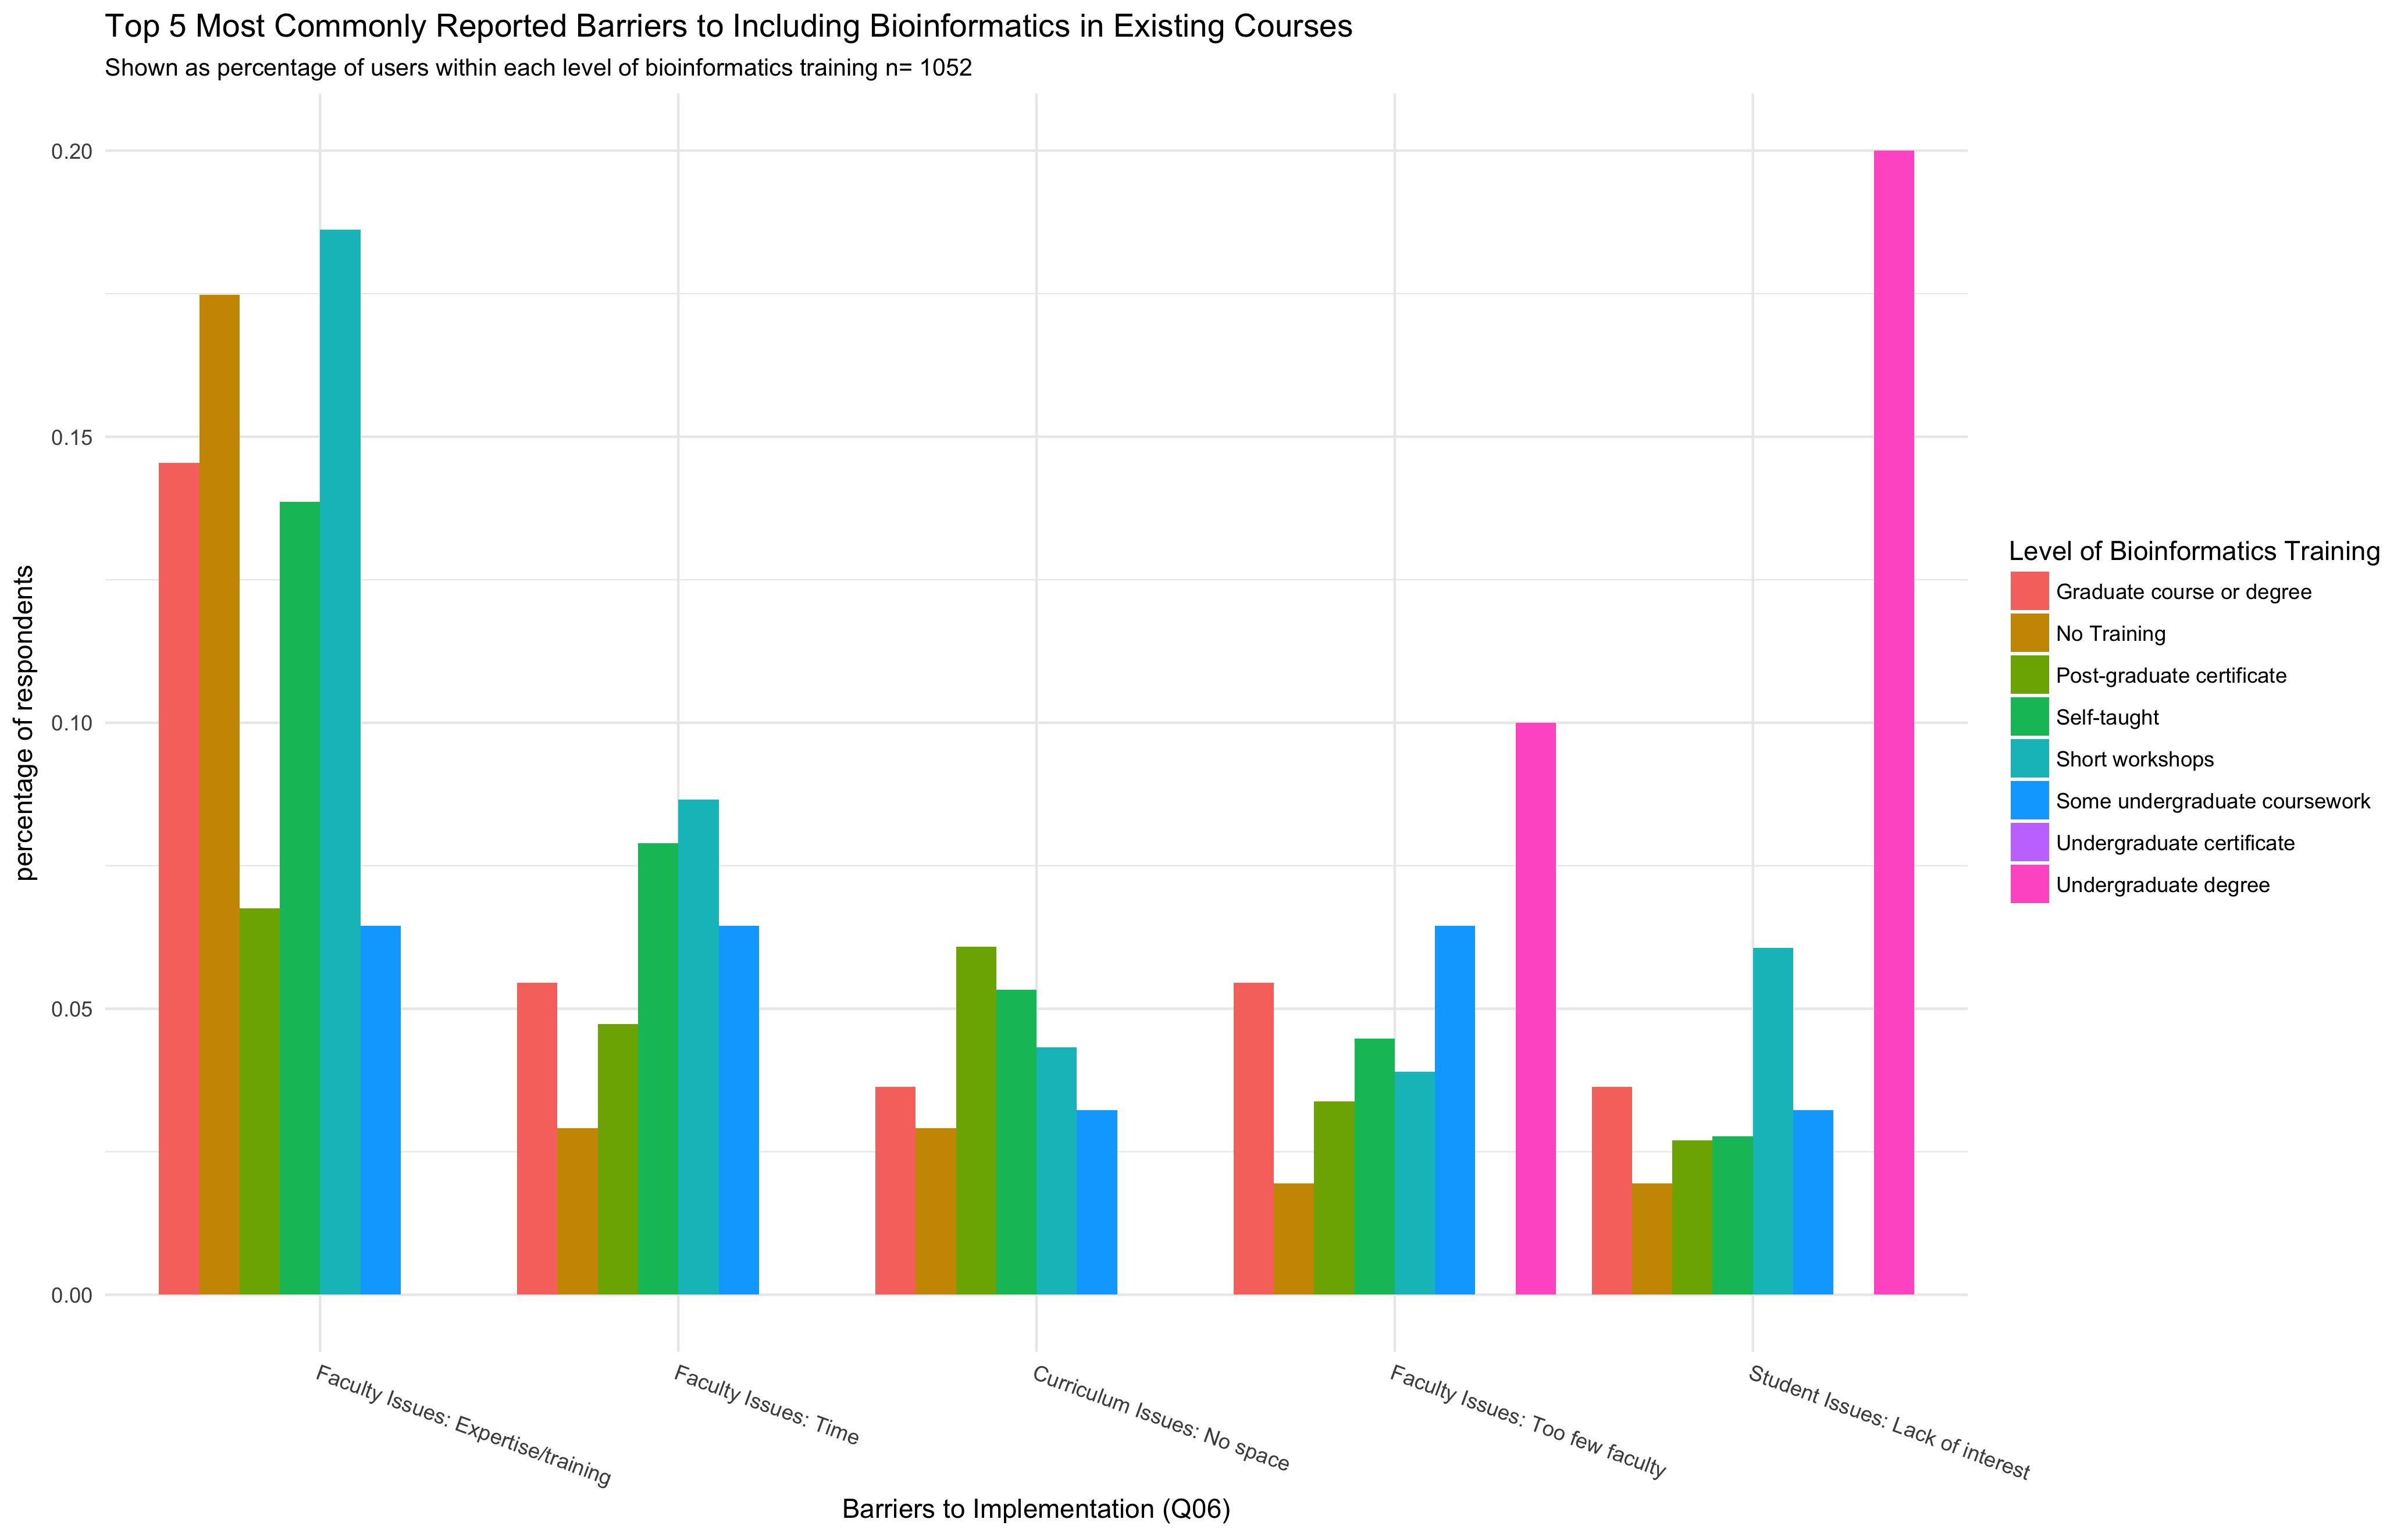 Top 5 Most Commonly Reported Barriers to Including Bioinformatics in Existing Courses
Shown as percentage of users within each level of bioinformatics training n= 1052
percentage of respondents
0.20
0.15
0.10
0.05
0.00
Faculty Issues: Expertise/training
Faculty Issues: Time
Curriculum Issues: No space
Faculty Issues: Too few faculty
Student Issues: Lack of interest
Barriers to Implementation (Q06)
Level of Bioinformatics Training
Graduate course or degree
No Training
Post-graduate certificate
Self-taught
Short workshops
Some undergraduate coursework
Undergraduate certificate
Undergraduate degree